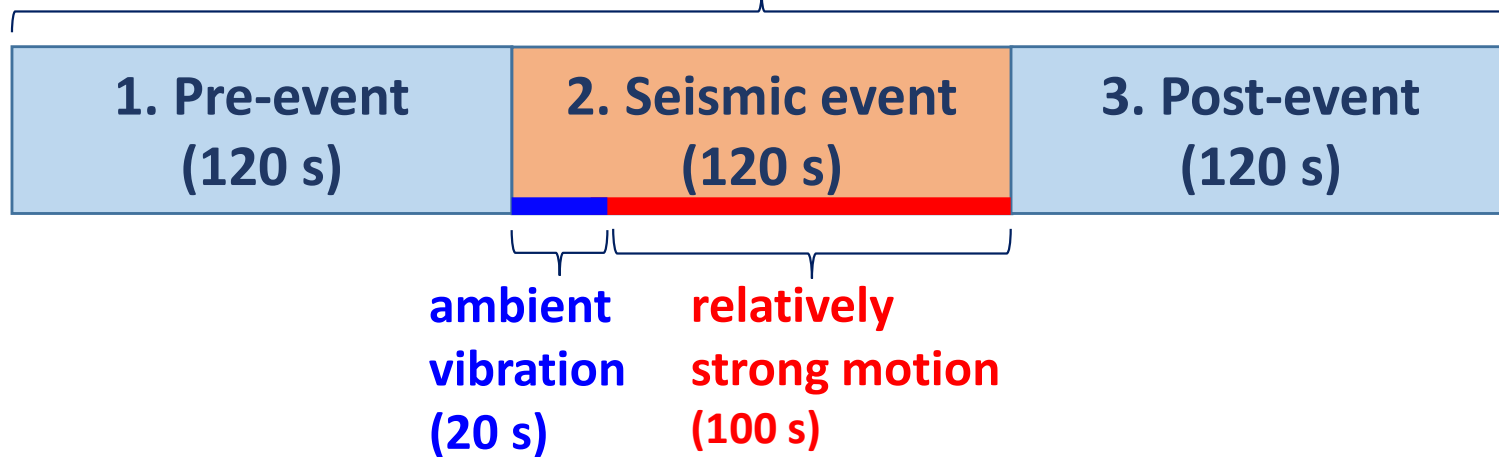 1. Pre-event
(120 s)
2. Seismic event
(120 s)
3. Post-event
(120 s)
ambient
vibration
(20 s)
relatively
strong motion
(100 s)